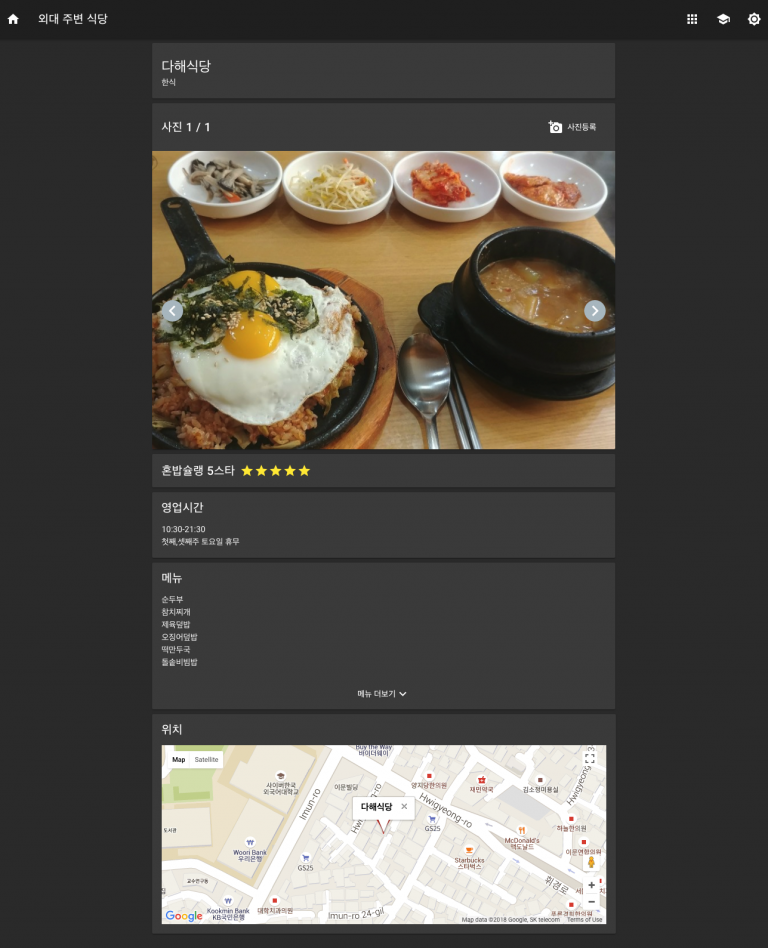 외대 주변 식당
다해식당
한식
사진 1 / 1
사진등록
혼밥슐랭 5스타
영업시간
10:30-21:30
첫째,셋째주 토요일 휴무
메뉴
순두부
참치찌개
제육덮밥
오징어덮밥
떡만두국
돌솥비빔밥
메뉴 더보기
위치
Map
Satellite
Buy the Way
바이더웨이
사이버한국
외국어대학교
이문빌딩
양지당한의원
재민약국
김소정미용실
Hwigyeong-ro
Imun-ro
다해식당
Hwigyeong-ro
GS25
하늘한의원
McDonald's
맥도날드
이문연합의원
도서관
Woori Bank
우리은행
GS25
Starbucks
스타벅스
교수연구동
휘경로
Kookmin Bank
KB국민은행
대학치과의원
Imun-ro 24-gil
푸른경희한의원
Google
Map data ©2018 Google, SK telecom
Terms of Use